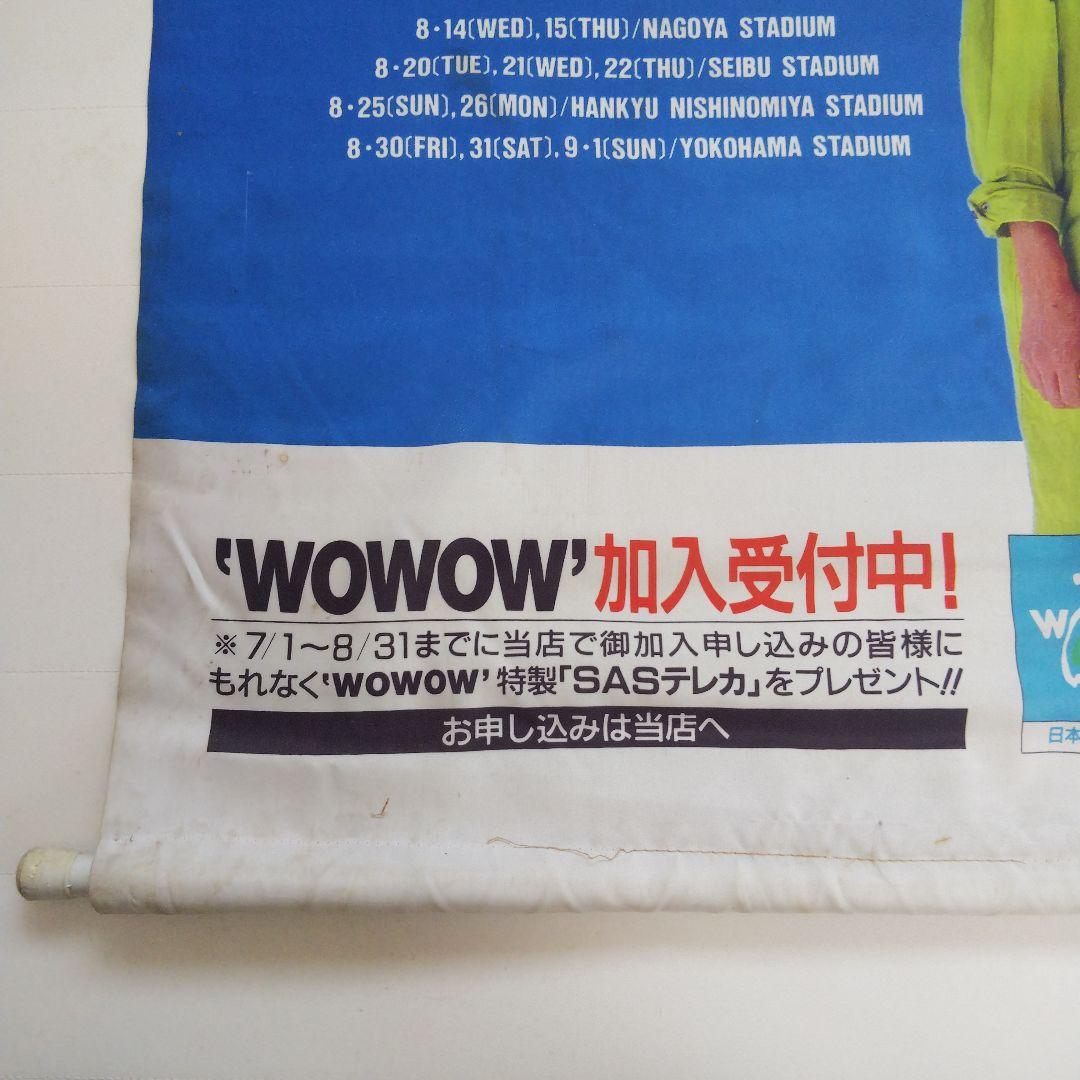 8・14(WED),15(THU)/NAGOYA STADIUM
8・20(TUE),21(WED),22(THU)/SEIBU STADIUM
8・25(SUN),26(MON)/HANKYU NISHINOMIYA STADIUM
8・30(FRI),31(SAT),9・1(SUN)/YOKOHAMA STADIUM
‘WOWOW’加入受付中!
※7/1〜8/31までに当店で御加入申し込みの皆様に
もれなく‘WOWOW’特製「SASテレカ」をプレゼント!!
お申し込みは当店へ
W
日本